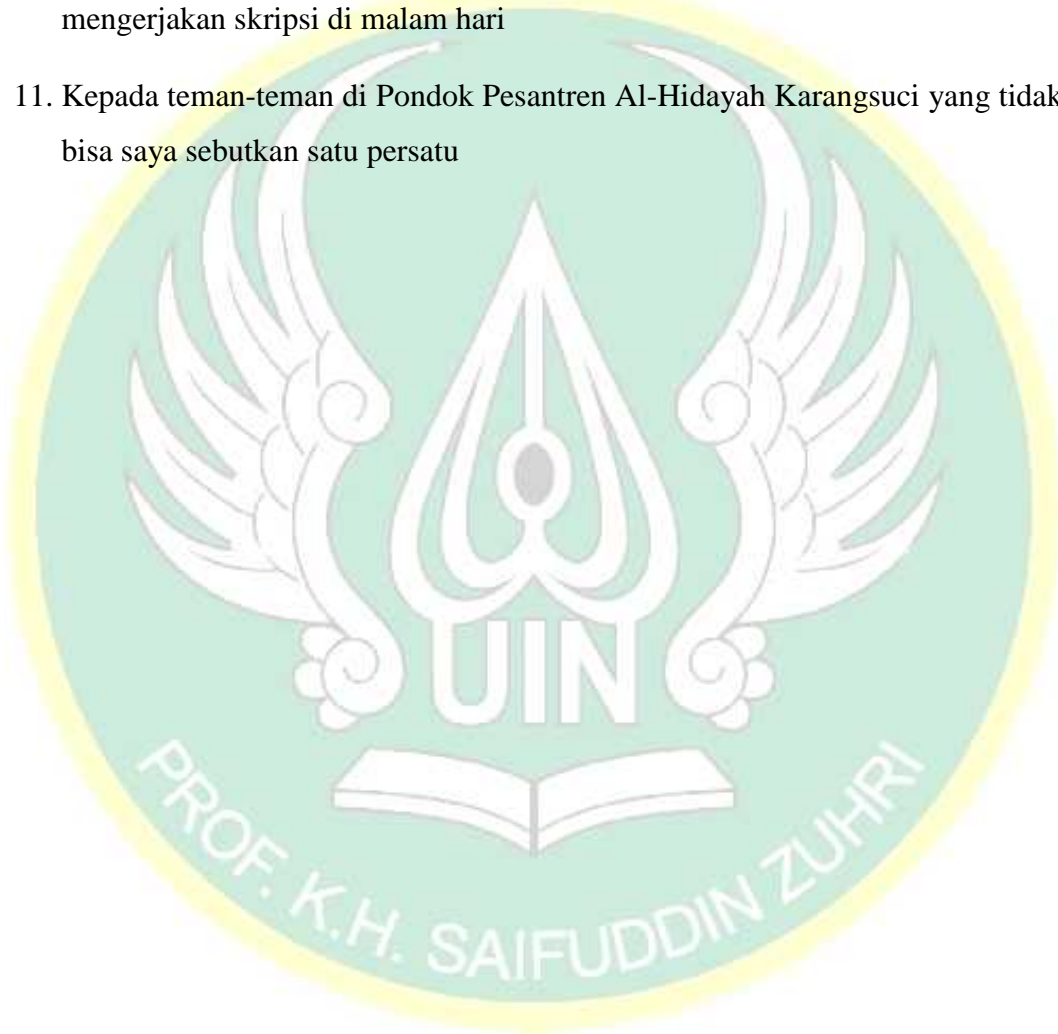 mengerjakan skripsi di malam hari
11. Kepada teman-teman di Pondok Pesantren Al-Hidayah Karangsuci yang tidak
bisa saya sebutkan satu persatu
UIN
PROF. K.H. SAIFUDDIN ZUHRI